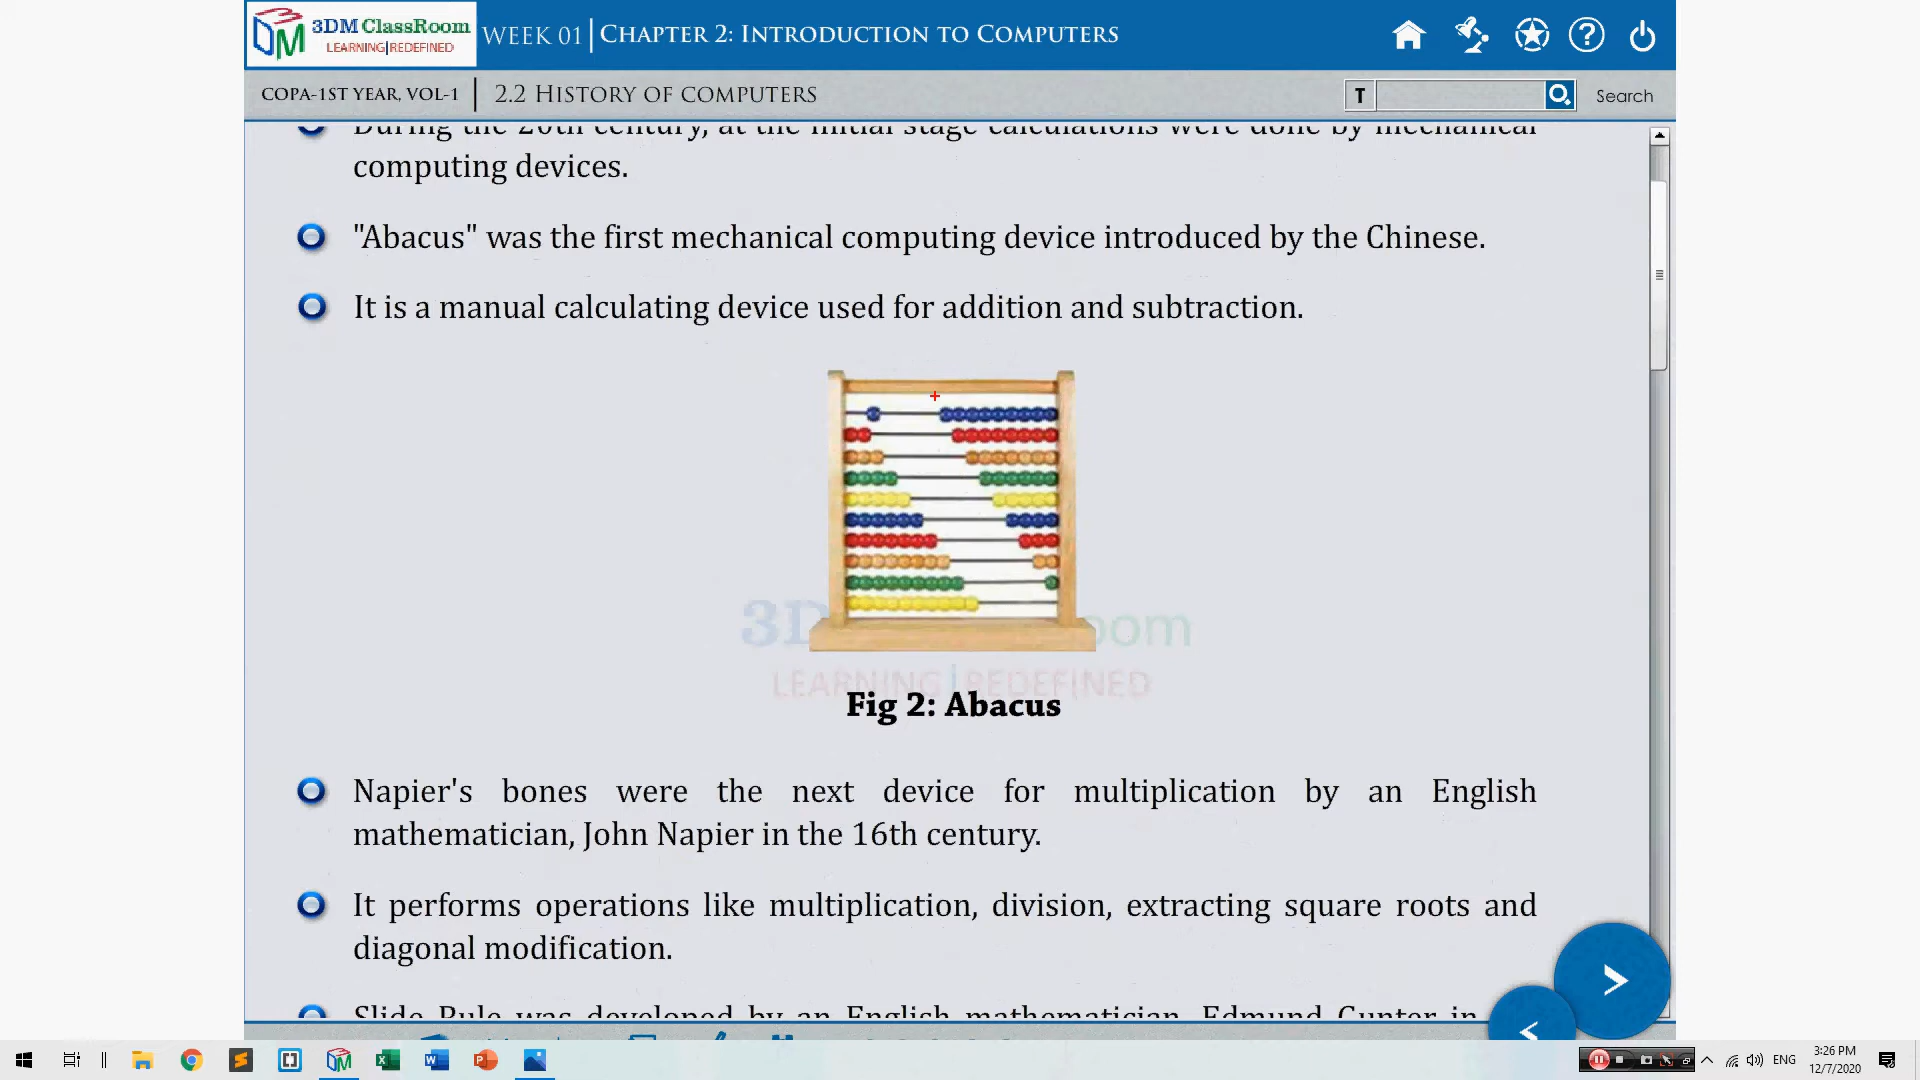 3DM ClassRoom
LEARNING|REDEFINED
WEEK 01 | CHAPTER 2: INTRODUCTION TO COMPUTERS
COPA-1ST YEAR, VOL-1 | 2.2 HISTORY OF COMPUTERS
T
Search
During the 20th century, at the initial stage calculations were done by mechanical
computing devices.
"Abacus" was the first mechanical computing device introduced by the Chinese.
It is a manual calculating device used for addition and subtraction.
LEARNING|REDEFINED
Fig 2: Abacus
Napier's bones were the next device for multiplication by an English
mathematician, John Napier in the 16th century.
It performs operations like multiplication, division, extracting square roots and
diagonal modification.
Slide Rule was developed by an English mathematician, Edmund Gunter in
ENG
3:26 PM
12/7/2020